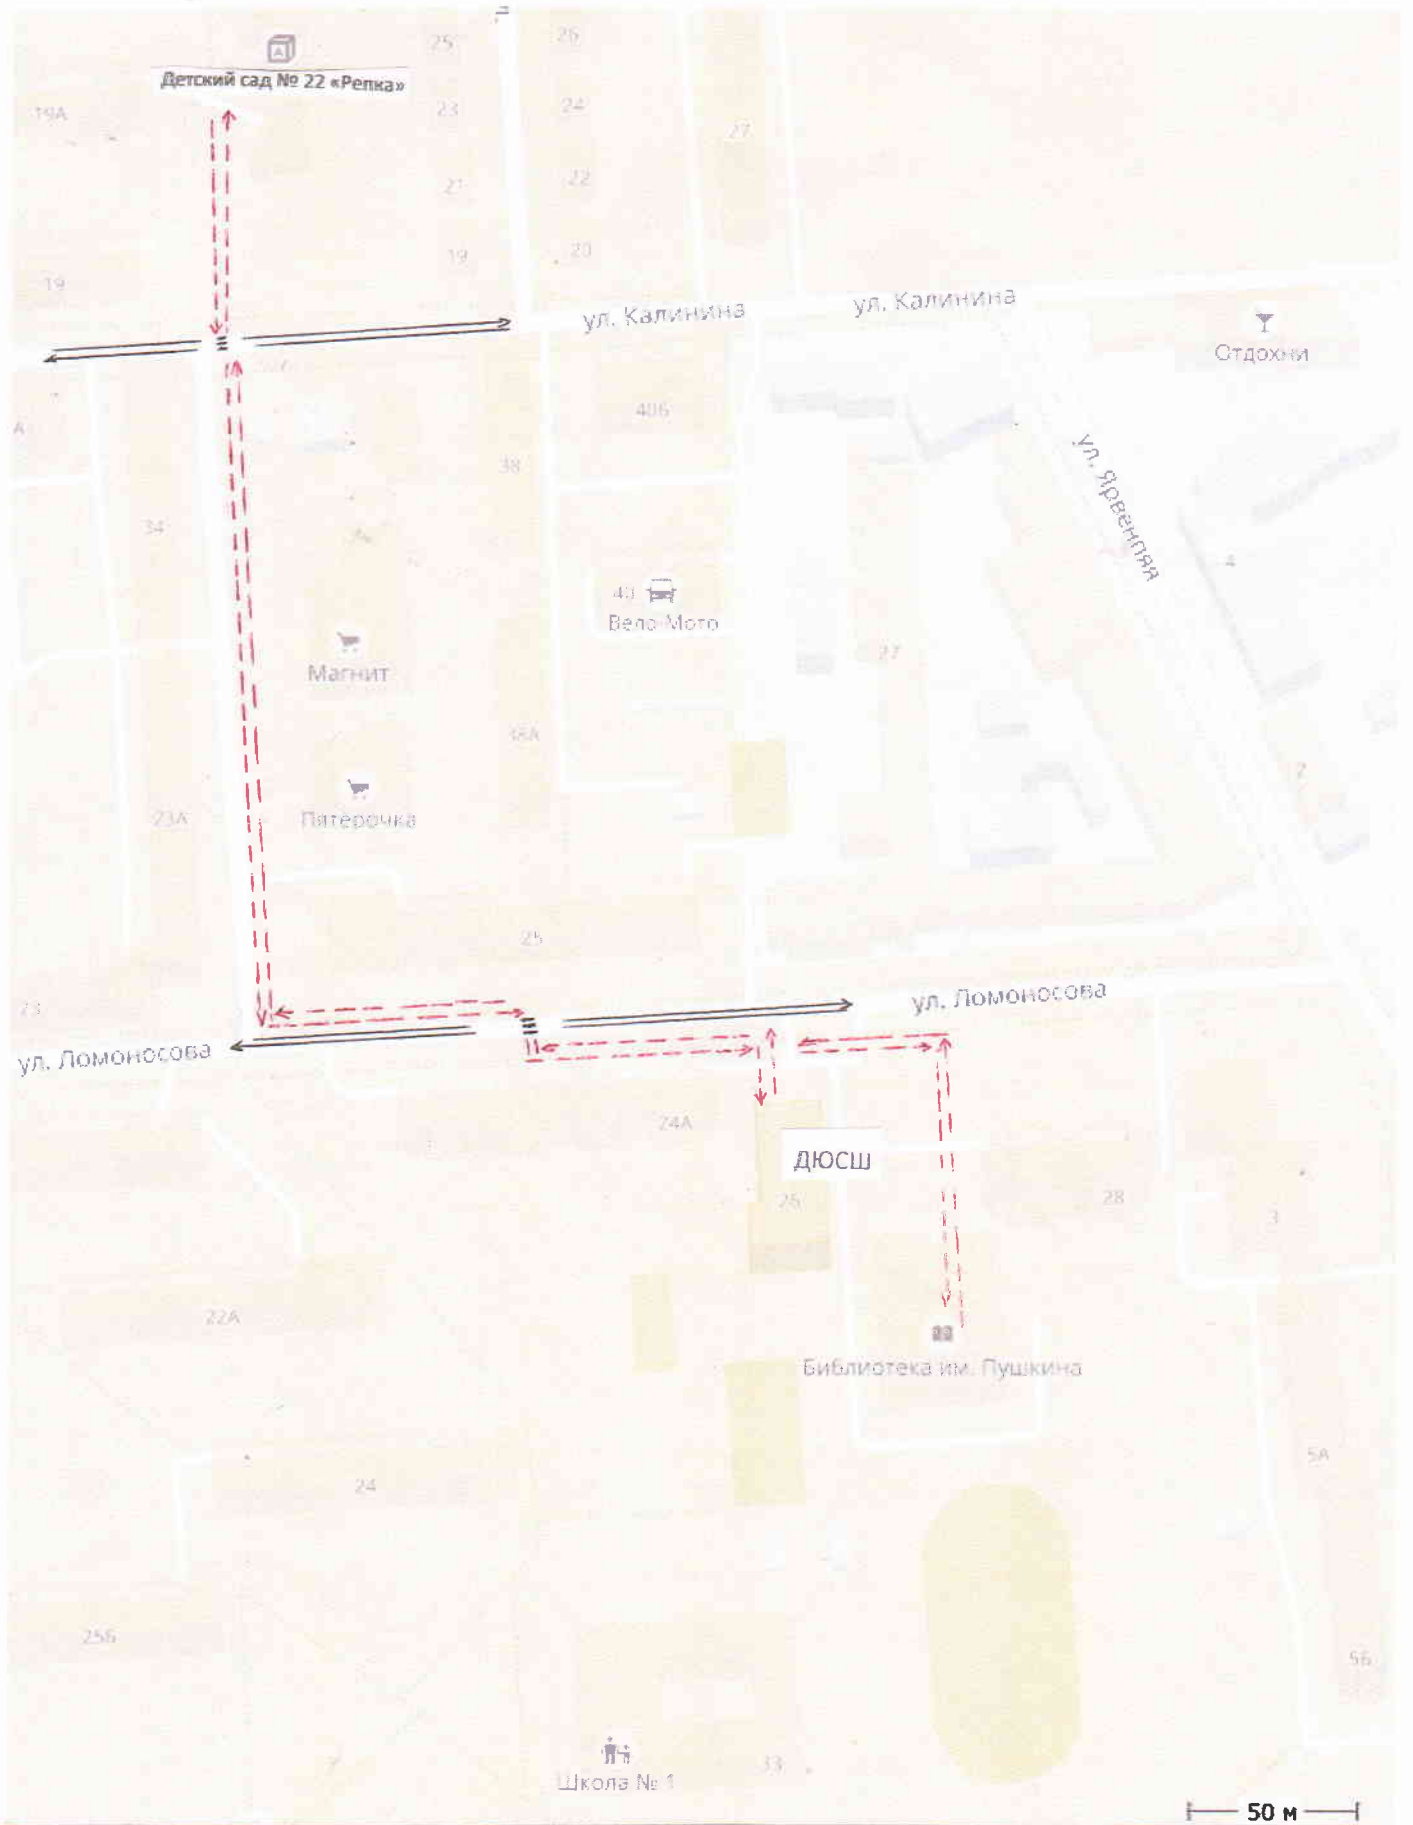 25
26
Детский сад № 22 «Репка»
19А
23
24
27
21
22
19
20
19
ул. Калинина
ул. Калинина
Отдохни
А
40Б
38
ул. Ярвенпяя
34
4
40
Вело-Мото
27
Магнит
38А
2
23А
Пятёрочка
25
23
ул. Ломоносова
ул. Ломоносова
24А
ДЮСШ
26
28
3
22А
Библиотека им. Пушкина
5А
24
25Б
5Б
33
Школа № 1
50 м